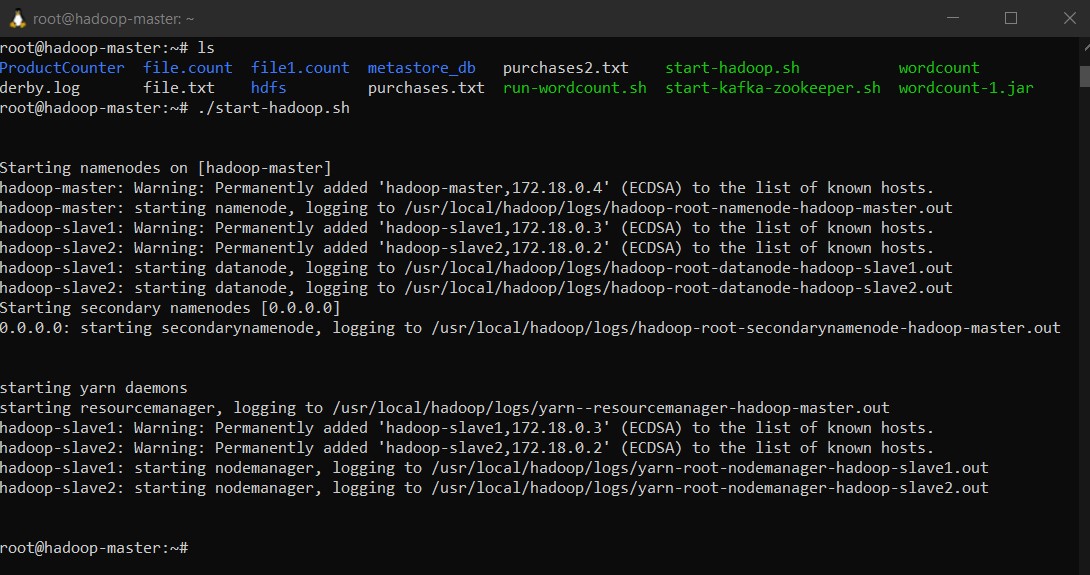 root@hadoop-master: ~
root@hadoop-master:~# ls
ProductCounter file.count file1.count metastore_db purchases2.txt start-hadoop.sh wordcount
derby.log file.txt hdfs purchases.txt run-wordcount.sh start-kafka-zookeeper.sh wordcount-1.jar
root@hadoop-master:~# ./start-hadoop.sh
Starting namenodes on [hadoop-master]
hadoop-master: Warning: Permanently added 'hadoop-master,172.18.0.4' (ECDSA) to the list of known hosts.
hadoop-master: starting namenode, logging to /usr/local/hadoop/logs/hadoop-root-namenode-hadoop-master.out
hadoop-slave1: Warning: Permanently added 'hadoop-slave1,172.18.0.3' (ECDSA) to the list of known hosts.
hadoop-slave2: Warning: Permanently added 'hadoop-slave2,172.18.0.2' (ECDSA) to the list of known hosts.
hadoop-slave1: starting datanode, logging to /usr/local/hadoop/logs/hadoop-root-datanode-hadoop-slave1.out
hadoop-slave2: starting datanode, logging to /usr/local/hadoop/logs/hadoop-root-datanode-hadoop-slave2.out
Starting secondary namenodes [0.0.0.0]
0.0.0.0: starting secondarynamenode, logging to /usr/local/hadoop/logs/hadoop-root-secondarynamenode-hadoop-master.out
starting yarn daemons
starting resourcemanager, logging to /usr/local/hadoop/logs/yarn--resourcemanager-hadoop-master.out
hadoop-slave1: Warning: Permanently added 'hadoop-slave1,172.18.0.3' (ECDSA) to the list of known hosts.
hadoop-slave2: Warning: Permanently added 'hadoop-slave2,172.18.0.2' (ECDSA) to the list of known hosts.
hadoop-slave1: starting nodemanager, logging to /usr/local/hadoop/logs/yarn-root-nodemanager-hadoop-slave1.out
hadoop-slave2: starting nodemanager, logging to /usr/local/hadoop/logs/yarn-root-nodemanager-hadoop-slave2.out
root@hadoop-master:~#